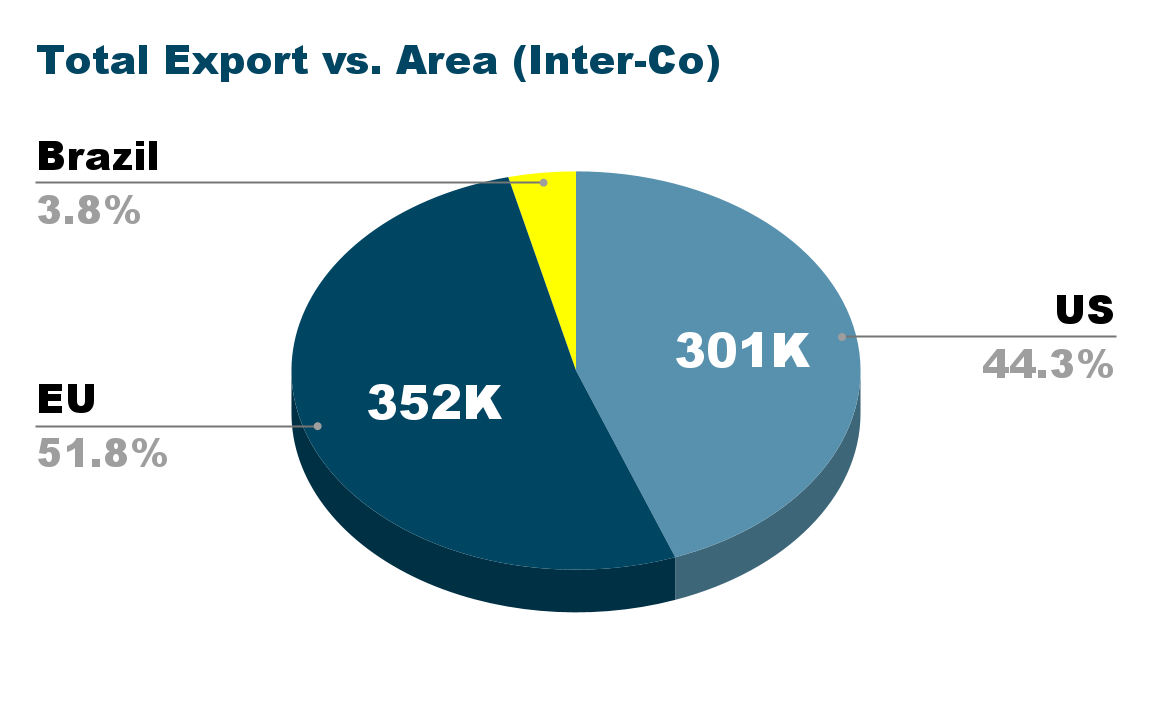 Total Export vs. Area (Inter-Co)
Brazil
3.8%
US
301K
44.3%
EU
352K
51.8%